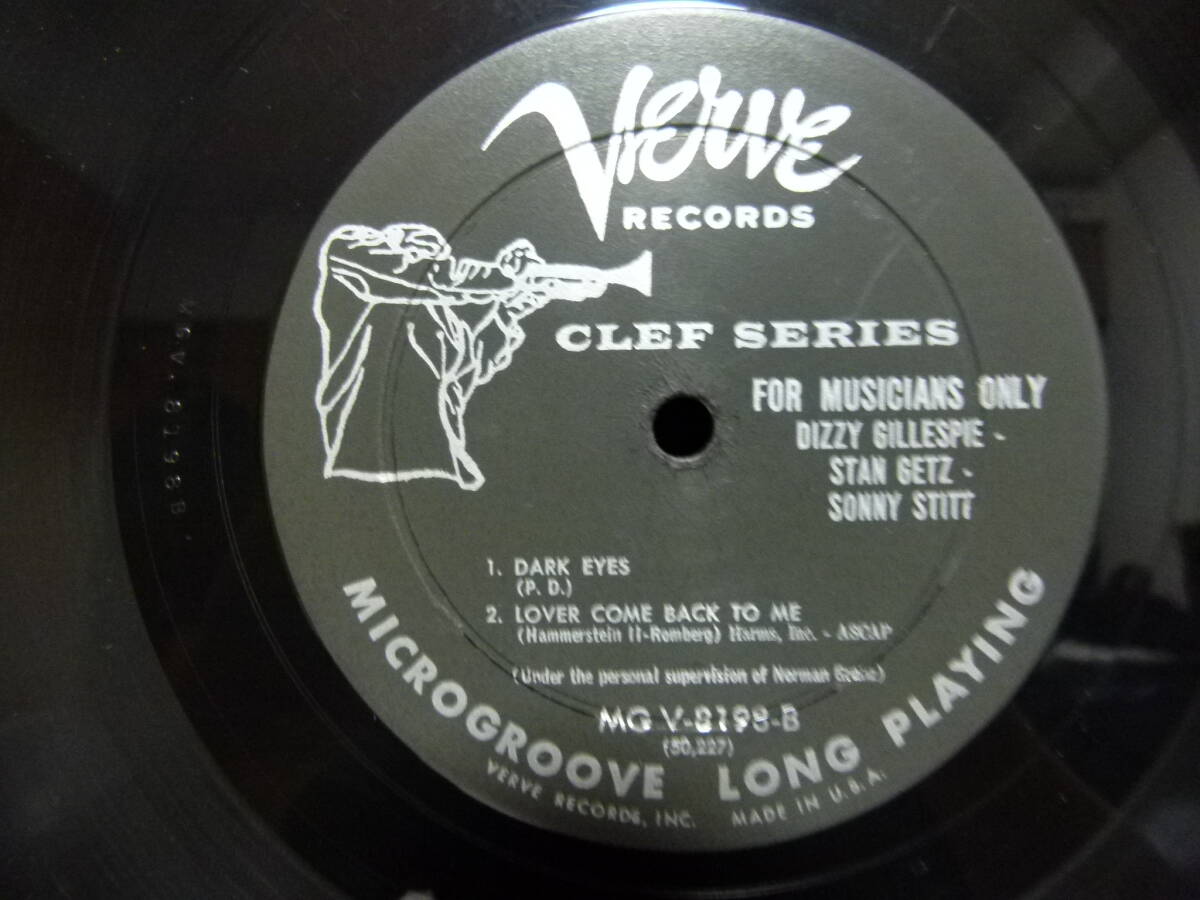 Verve
RECORDS
CLEF SERIES
FOR MUSICIANS ONLY
DIZZY GILLESPIE -
STAN GETZ -
SONNY STITT
1. DARK EYES
(P. D.)
2. LOVER COME BACK TO ME
(Hammerstein II-Romberg) Harms, Inc. - ASCAP
(Under the personal supervision of Norman Granz)
MG V-8198-B
(50,227)
MICROGROOVE LONG PLAYING
VERVE RECORDS, INC. MADE IN U.S.A.
MG V-8198B